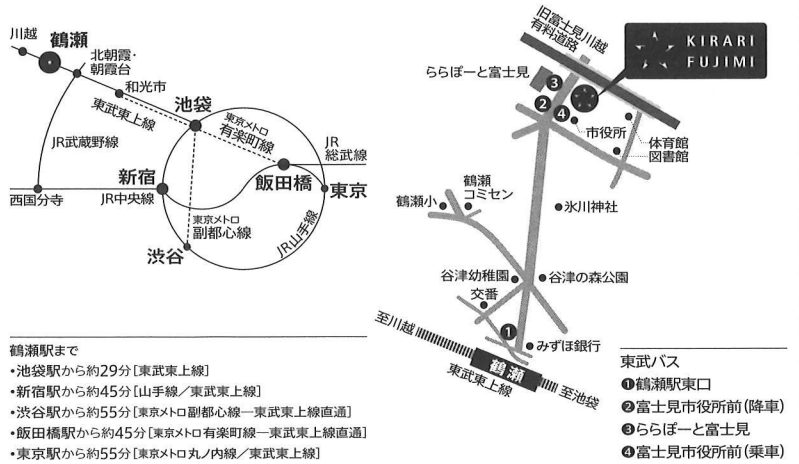 川越
鶴瀬
北朝霞・
朝霞台
和光市
東武東上線
池袋
東京メトロ
有楽町線
JR武蔵野線
JR
総武線
新宿
飯田橋
東京
西国分寺
JR中央線
東京メトロ
副都心線
JR山手線
渋谷
鶴瀬駅まで
•池袋駅から約29分[東武東上線]
•新宿駅から約45分[山手線／東武東上線]
•渋谷駅から約55分[東京メトロ副都心線―東武東上線直通]
•飯田橋駅から約45分[東京メトロ有楽町線―東武東上線直通]
•東京駅から約55分[東京メトロ丸ノ内線／東武東上線]
旧富士見川越
有料道路
KIRARI
FUJIMI
ららぽーと富士見
❸
❷
❹
市役所
体育館
図書館
鶴瀬
コミセン
鶴瀬小
氷川神社
谷津幼稚園
谷津の森公園
交番
至川越
❶
みずほ銀行
鶴瀬
東武東上線
至池袋
東武バス
❶鶴瀬駅東口
❷富士見市役所前(降車)
❸ららぽーと富士見
❹富士見市役所前(乗車)